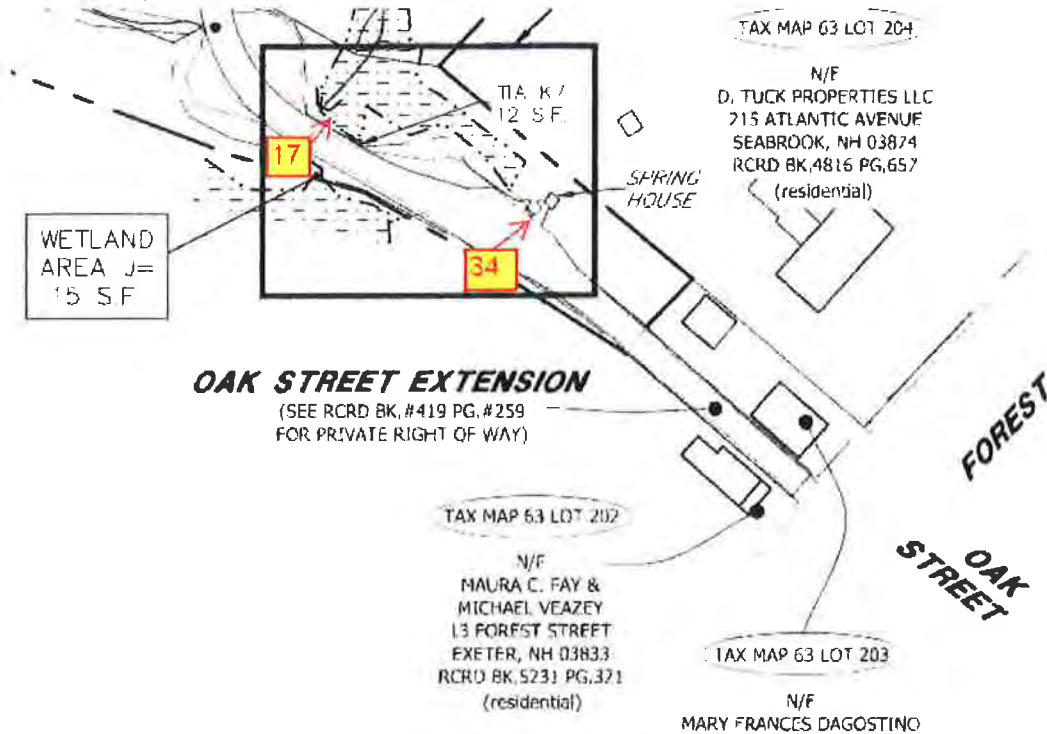 TAX MAP 63 LOT 204
N/F
D. TUCK PROPERTIES LLC
215 ATLANTIC AVENUE
SEABROOK, NH 03874
RCRD BK.4816 PG.657
(residential)
12 S.F.
17
SPRING
HOUSE
WETLAND
AREA J=
15 S.F
34
OAK STREET EXTENSION
(SEE RCRD BK.#419 PG.#259
FOR PRIVATE RIGHT OF WAY)
FOREST
OAK
STREET
TAX MAP 63 LOT 202
N/F
MAURA C. FAY &
MICHAEL VEAZEY
13 FOREST STREET
EXETER, NH 03833
RCRD BK.5231 PG.321
(residential)
TAX MAP 63 LOT 203
N/F
MARY FRANCES DAGOSTINO